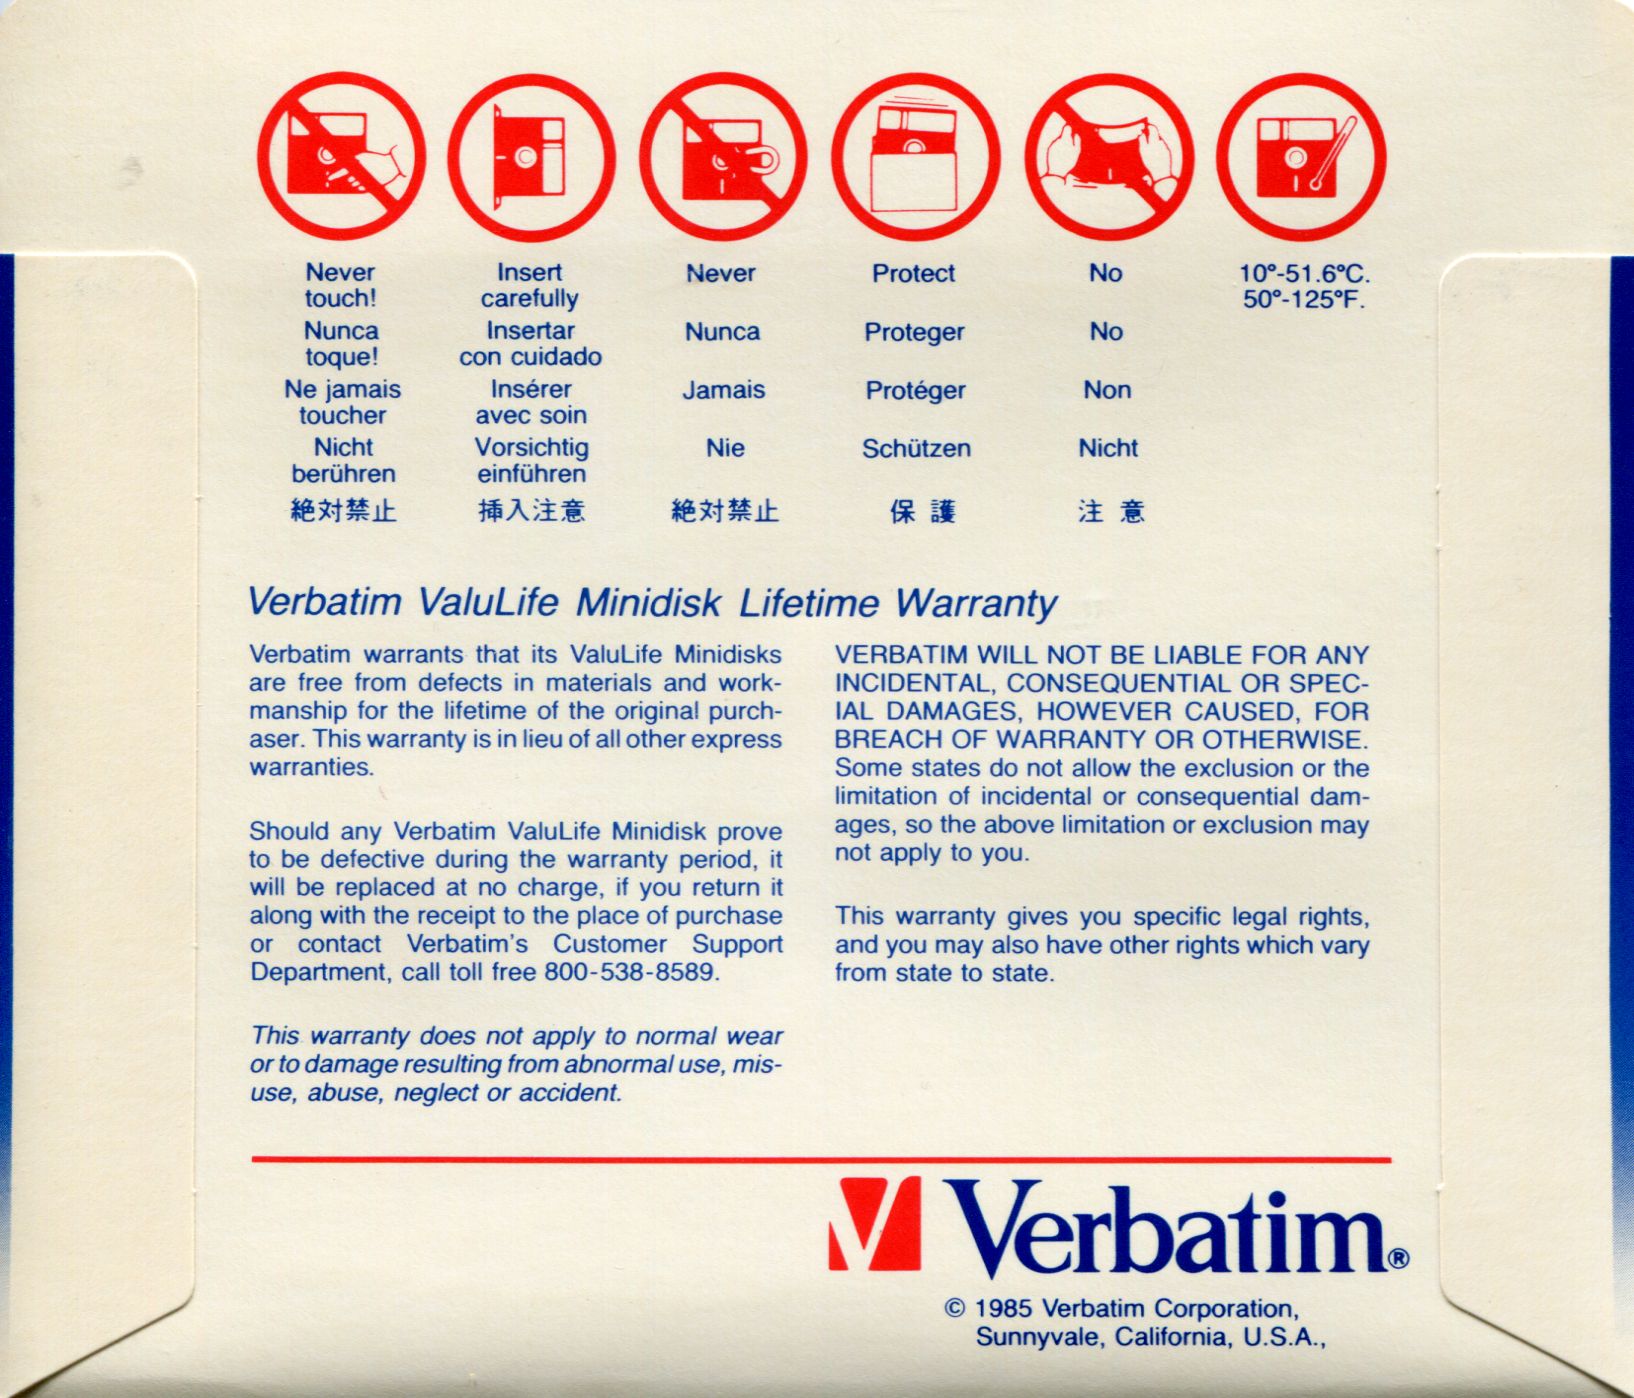 Never
touch!
Nunca
toque!
Ne jamais
toucher
Nicht
berühren
絶対禁止
Insert
carefully
Insertar
con cuidado
Insérer
avec soin
Vorsichtig
einführen
挿入注意
Never
Nunca
Jamais
Nie
絶対禁止
Protect
Proteger
Protéger
Schützen
保 護
No
No
Non
Nicht
注 意
10°-51.6°C.
50°-125°F.
Verbatim ValuLife Minidisk Lifetime Warranty
Verbatim warrants that its ValuLife Minidisks
are free from defects in materials and work-
manship for the lifetime of the original purch-
aser. This warranty is in lieu of all other express
warranties.
Should any Verbatim ValuLife Minidisk prove
to be defective during the warranty period, it
will be replaced at no charge, if you return it
along with the receipt to the place of purchase
or contact Verbatim's Customer Support
Department, call toll free 800-538-8589.
This warranty does not apply to normal wear
or to damage resulting from abnormal use, mis-
use, abuse, neglect or accident.
VERBATIM WILL NOT BE LIABLE FOR ANY
INCIDENTAL, CONSEQUENTIAL OR SPEC-
IAL DAMAGES, HOWEVER CAUSED, FOR
BREACH OF WARRANTY OR OTHERWISE.
Some states do not allow the exclusion or the
limitation of incidental or consequential dam-
ages, so the above limitation or exclusion may
not apply to you.
This warranty gives you specific legal rights,
and you may also have other rights which vary
from state to state.
Verbatim®
© 1985 Verbatim Corporation,
Sunnyvale, California, U.S.A.,